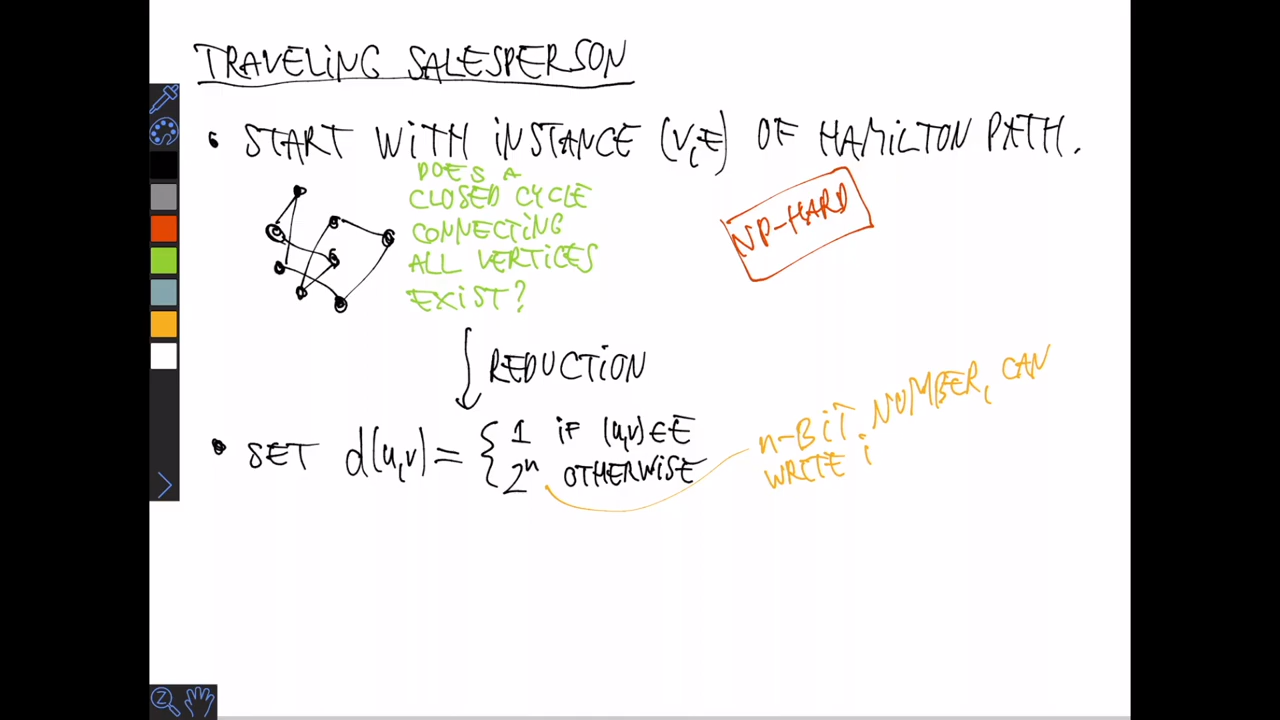 TRAVELING SALESPERSON
• START WITH INSTANCE (V,E) OF HAMILTON PATH.
DOES A
CLOSED CYCLE
CONNECTING
ALL VERTICES
EXIST?
NP-HARD
REDUCTION
• SET d(u,v) = { 1 IF (u,v) ∈ E
2ⁿ OTHERWISE
n-BIT NUMBER, CAN
WRITE i
Z